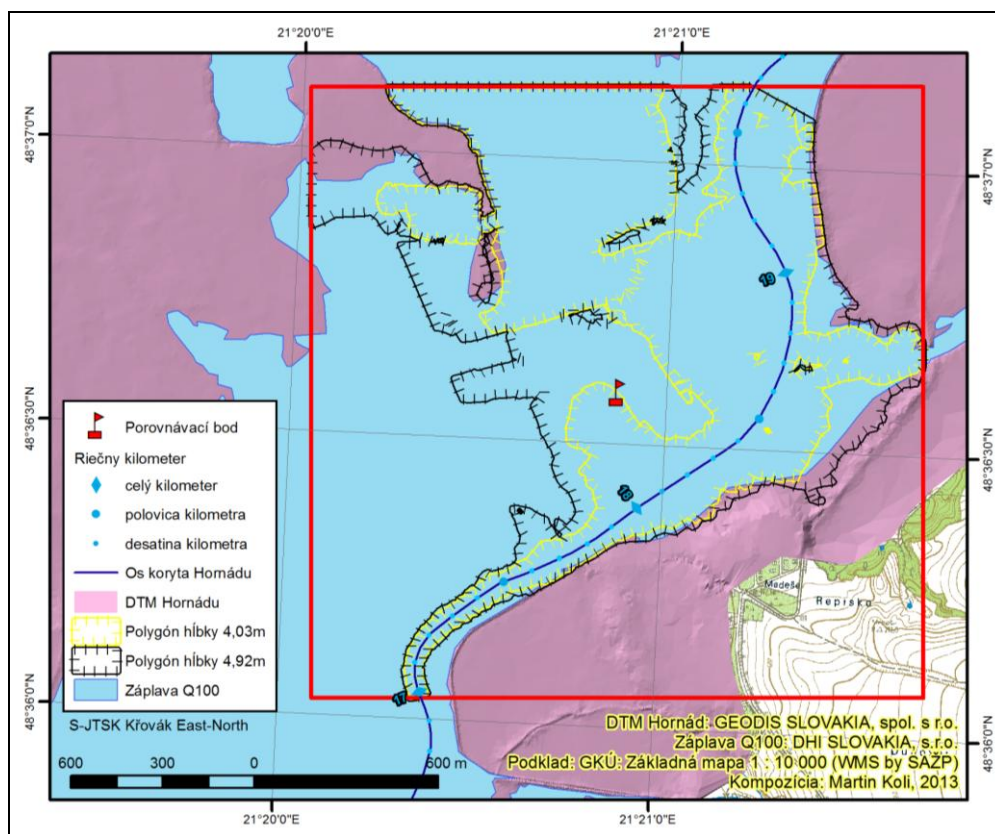 21°20'0"E
21°21'0"E
48°37'0"N
48°37'0"N
19
48°36'30"N
48°36'30"N
Porovnávací bod
Riečny kilometer
celý kilometer
polovica kilometra
desatina kilometra
Os koryta Hornádu
DTM Hornádu
Polygón hĺbky 4,03m
Polygón hĺbky 4,92m
Záplava Q100
18
Repiská
17
48°36'0"N
48°36'0"N
S-JTSK Křovák East-North
600
300
0
600 m
DTM Hornád: GEODIS SLOVAKIA, spol. s r.o.
Záplava Q100: DHI SLOVAKIA, s.r.o.
Podklad: GKÚ: Základná mapa 1 : 10 000 (WMS by SAŽP)
Kompozícia: Martin Koli, 2013
21°20'0"E
21°21'0"E